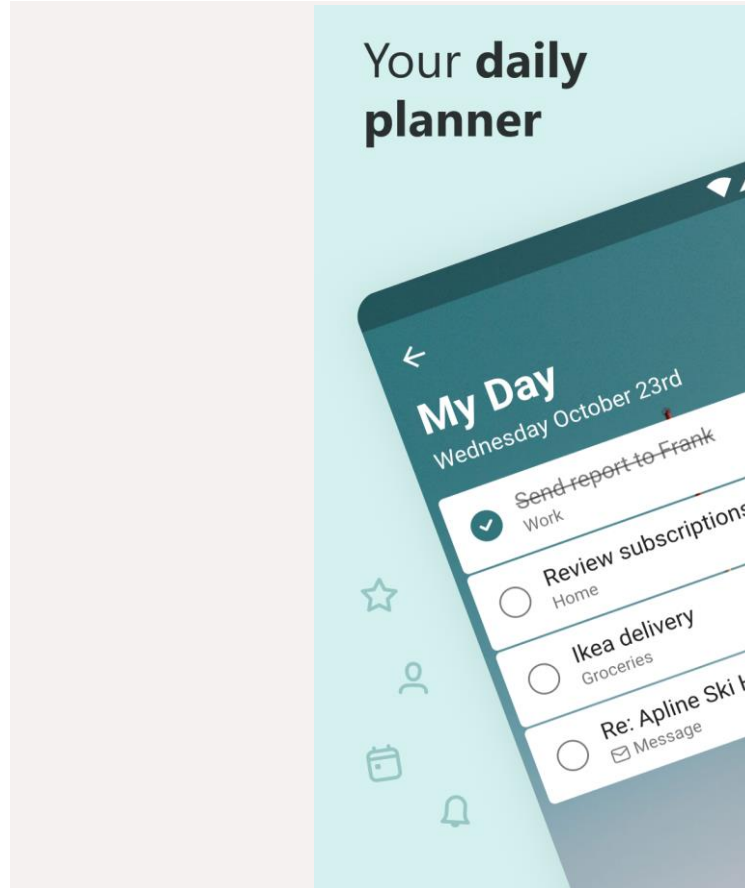 Your daily
planner
My Day
Wednesday October 23rd
Send report to Frank
Work
Review subscriptions
Home
Ikea delivery
Groceries
Re: Apline Ski
Message